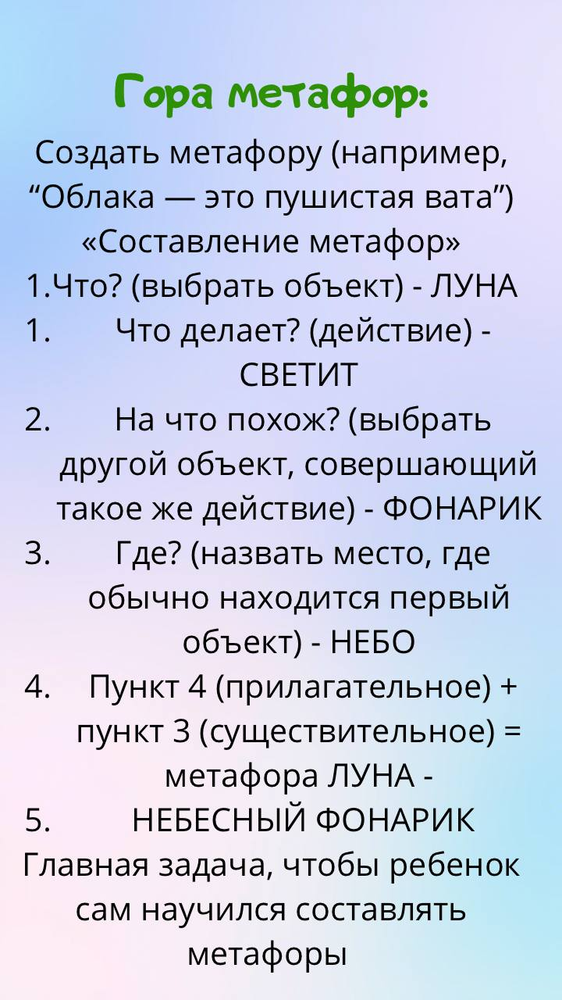 Гора метафор:
Создать метафору (например,
“Облака — это пушистая вата”)
«Составление метафор»
1.Что? (выбрать объект) - ЛУНА
1. Что делает? (действие) -
СВЕТИТ
2. На что похож? (выбрать
другой объект, совершающий
такое же действие) - ФОНАРИК
3. Где? (назвать место, где
обычно находится первый
объект) - НЕБО
4. Пункт 4 (прилагательное) +
пункт 3 (существительное) =
метафора ЛУНА -
5. НЕБЕСНЫЙ ФОНАРИК
Главная задача, чтобы ребенок
сам научился составлять
метафоры